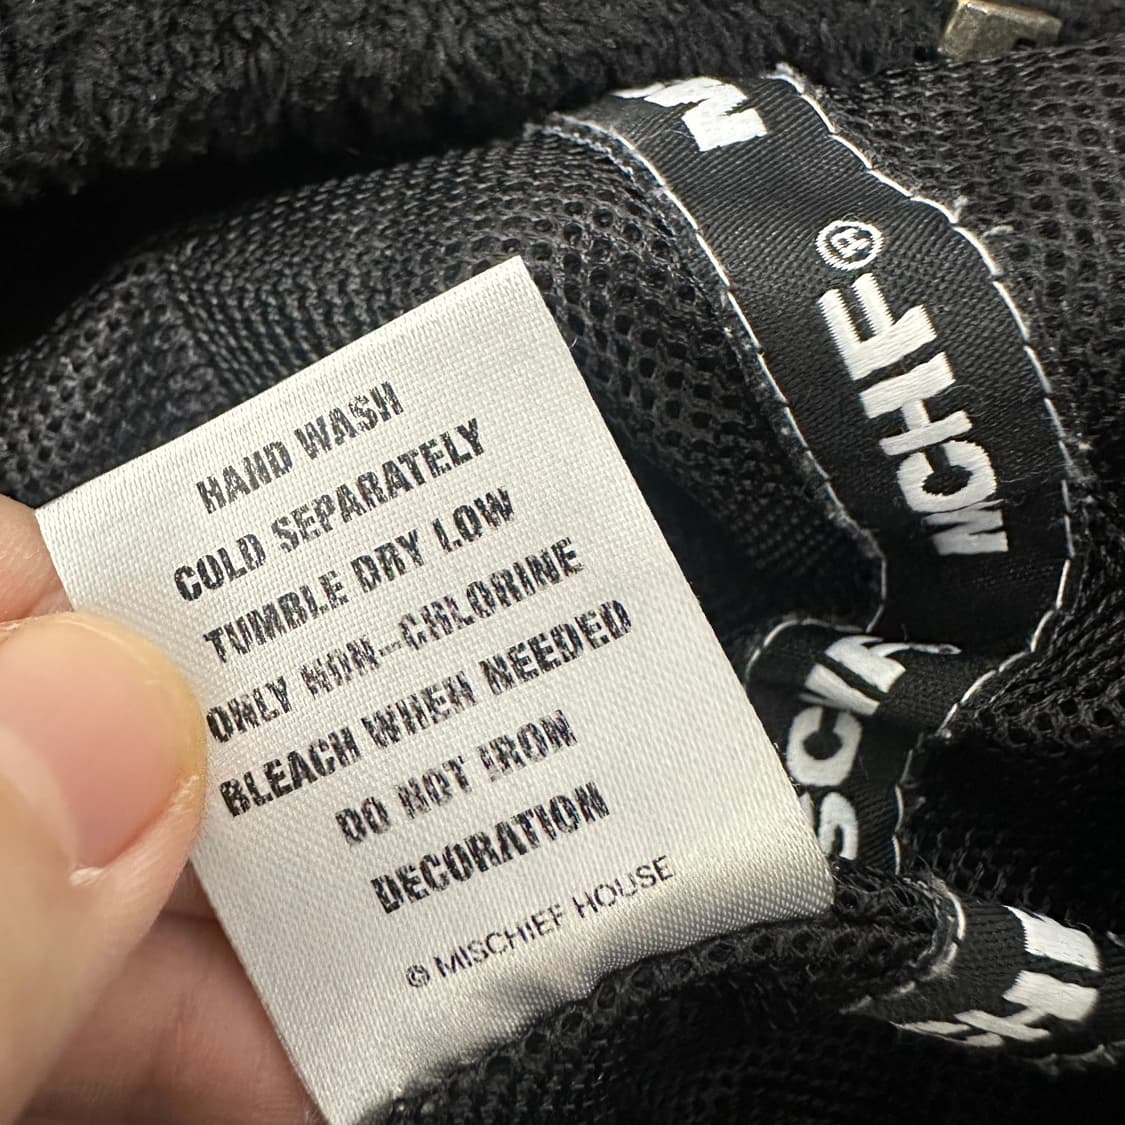 HAND WASH
COLD SEPARATELY
TUMBLE DRY LOW
ONLY NON-CHLORINE
BLEACH WHEN NEEDED
DO NOT IRON
DECORATION
© MISCHIEF HOUSE
MCHF®